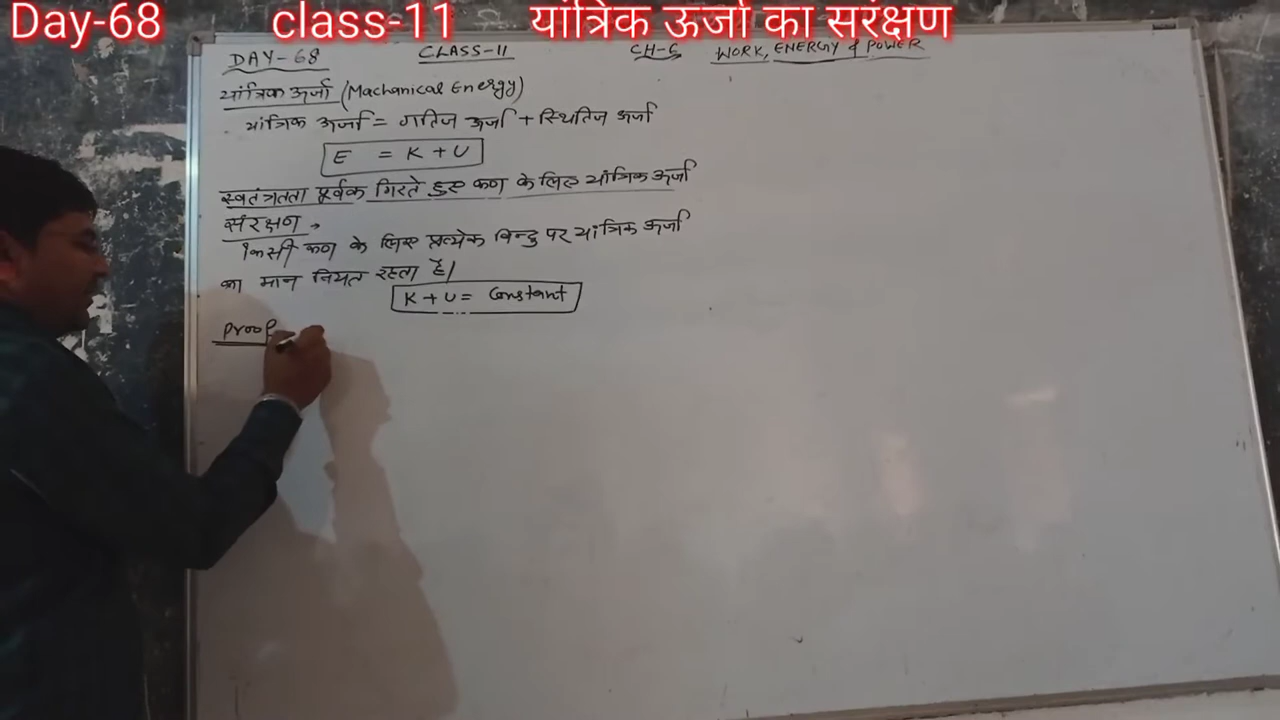 Day-68 class-11 यांत्रिक ऊर्जा का सरंक्षण
DAY-68 CLASS-11 CH-6 WORK, ENERGY & POWER
यांत्रिक ऊर्जा (Machanical Energy)
यांत्रिक ऊर्जा = गतिज ऊर्जा + स्थितिज ऊर्जा
E = K + U
स्वतंत्रता पूर्वक गिरते हुए कण के लिए यांत्रिक ऊर्जा
संरक्षण →
किसी कण के लिए प्रत्येक बिन्दु पर यांत्रिक ऊर्जा
का मान नियत रहता है।
K + U = Constant
Proof